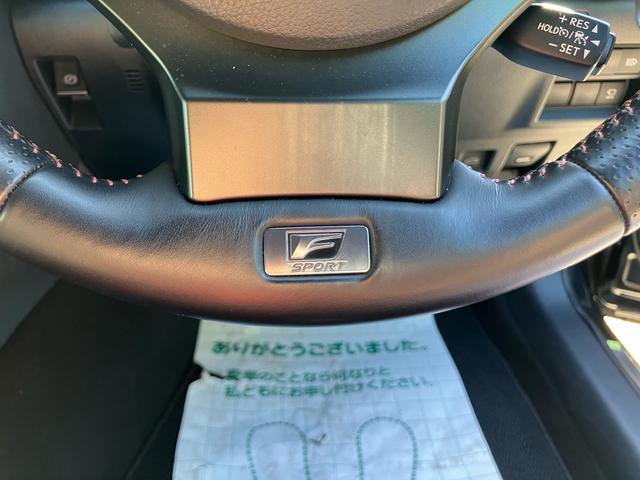 + RES
HOLD
- SET
F
SPORT
ありがとうございました。
愛車のことなら何なりと
私どもにお申し付けください。